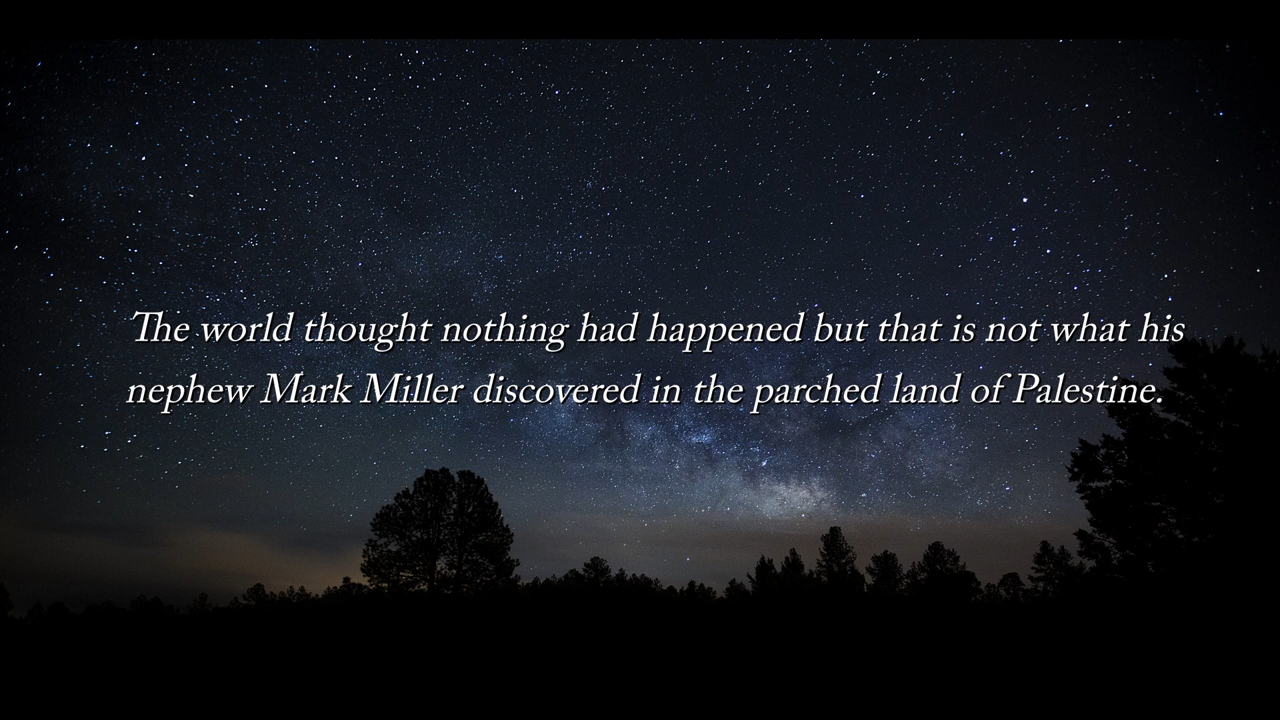 The world thought nothing had happened but that is not what his
nephew Mark Miller discovered in the parched land of Palestine.